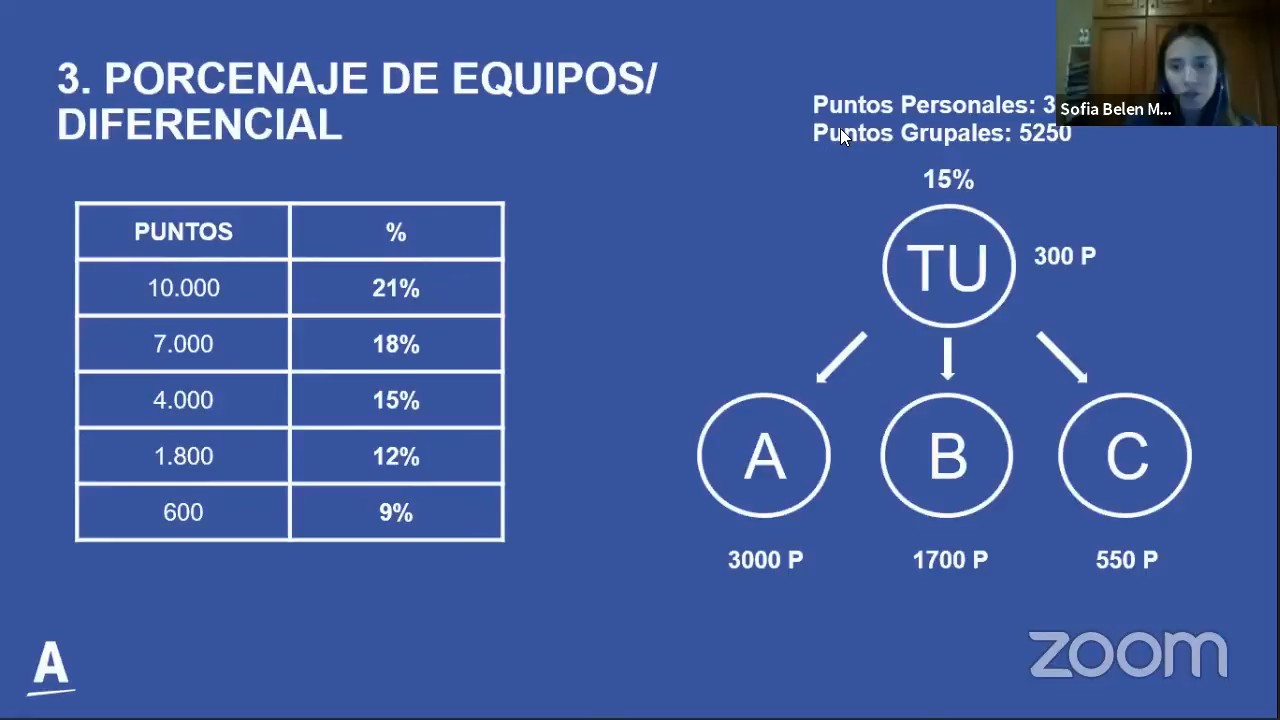 3. PORCENAJE DE EQUIPOS/
DIFERENCIAL
Puntos Personales: 3
Sofia Belen M...
Puntos Grupales: 5250
15%
TU
300 P
PUNTOS %
10.000 21%
7.000 18%
4.000 15%
1.800 12%
600 9%
A B C
3000 P 1700 P 550 P
A
zoom